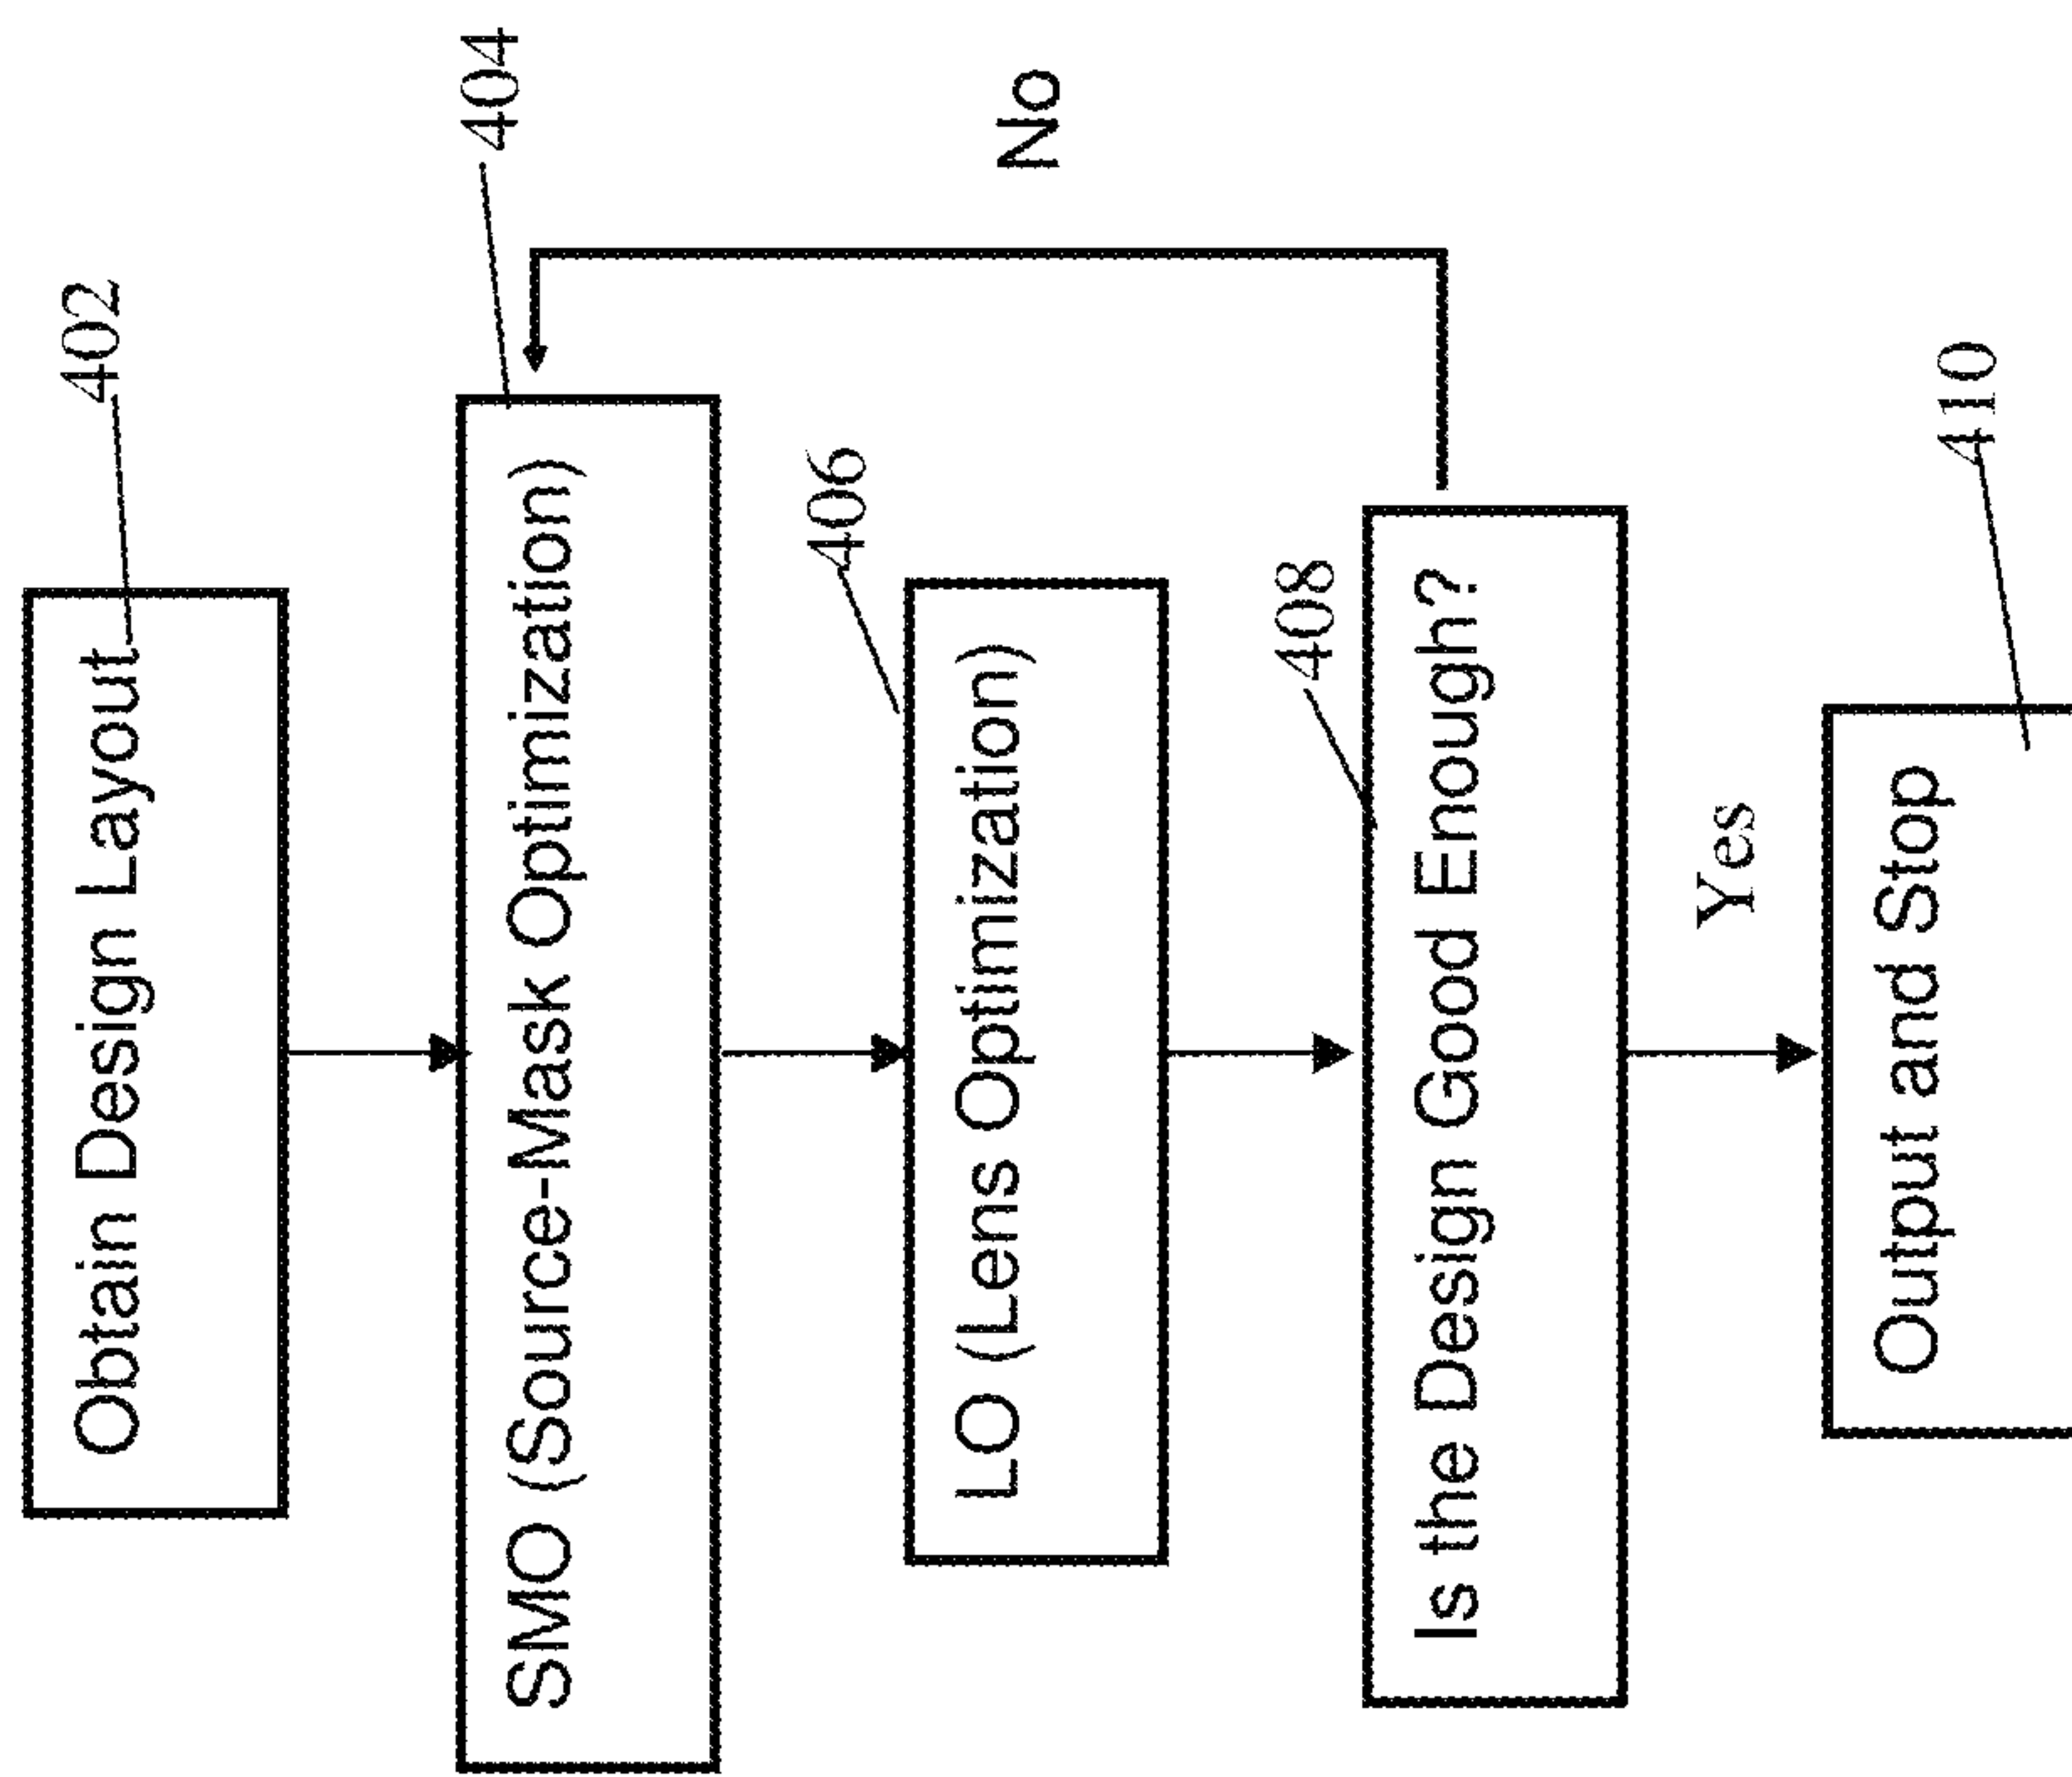 Obtain Design Layout
402
SMO (Source-Mask Optimization)
404
LO (Lens Optimization)
406
Is the Design Good Enough?
408
No
Yes
Output and Stop
410